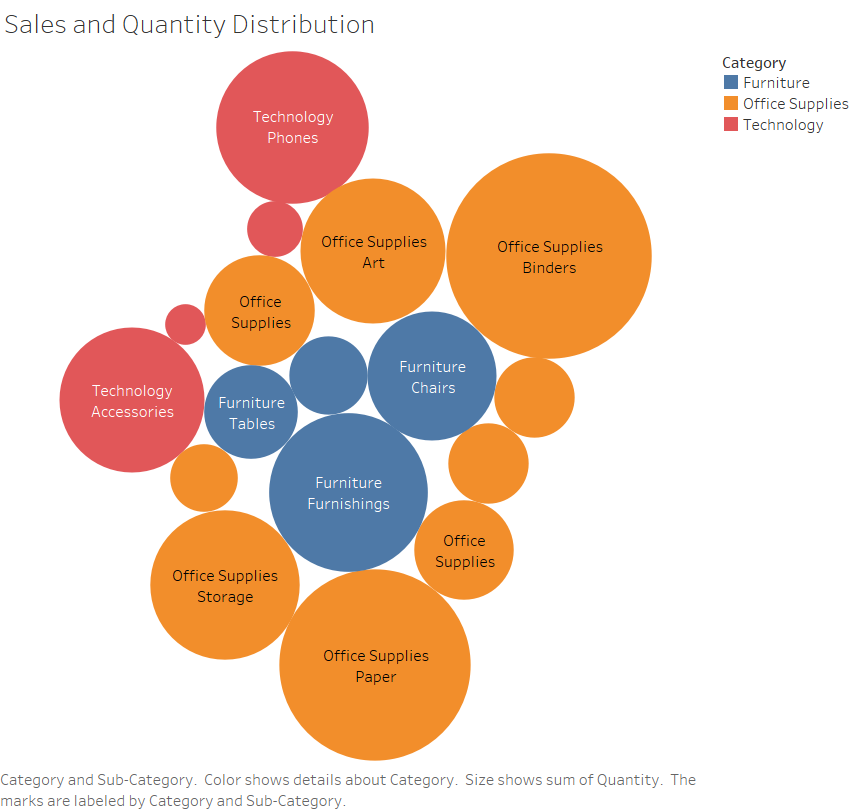 Sales and Quantity Distribution
Category
Furniture
Office Supplies
Technology
Technology
Phones
Office Supplies
Art
Office Supplies
Binders
Office
Supplies
Furniture
Chairs
Technology
Accessories
Furniture
Tables
Furniture
Furnishings
Office
Supplies
Office Supplies
Storage
Office Supplies
Paper
Category and Sub-Category.  Color shows details about Category.  Size shows sum of Quantity.  The
marks are labeled by Category and Sub-Category.